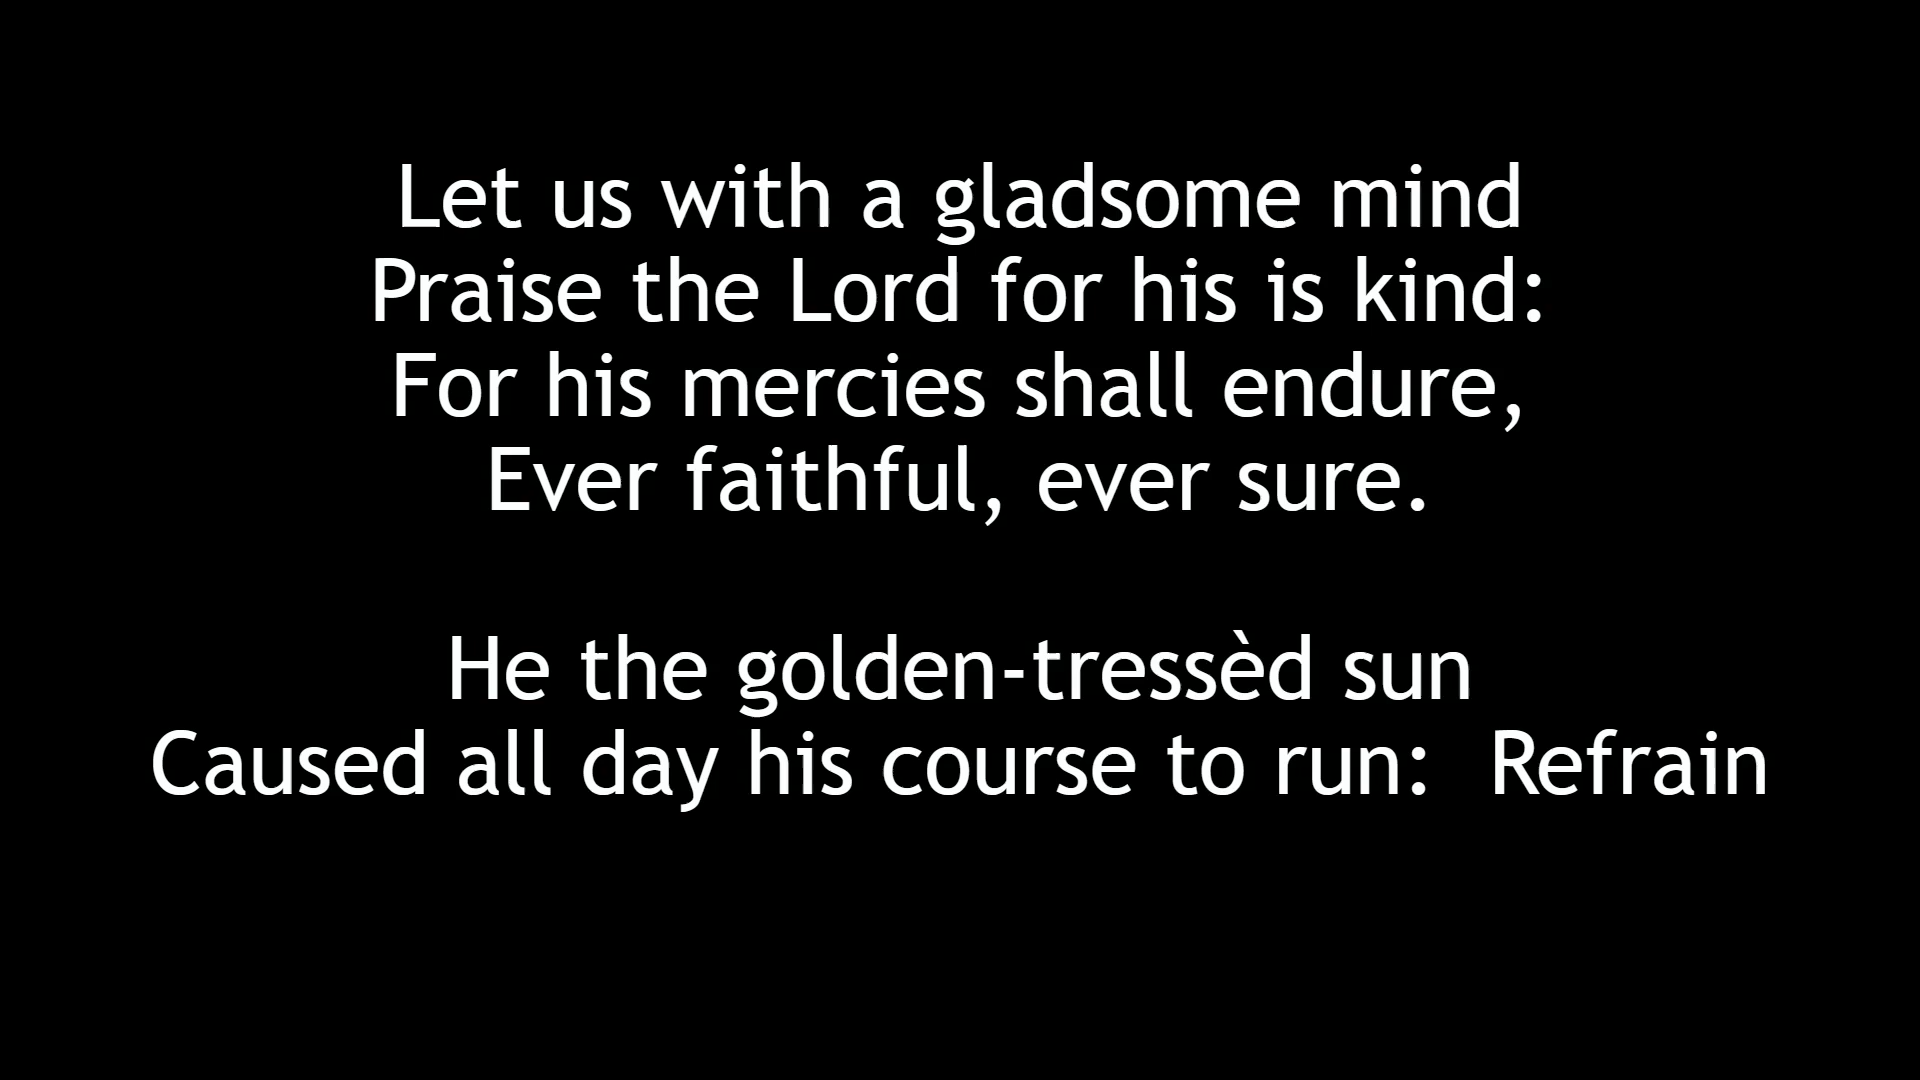 Let us with a gladsome mind
Praise the Lord for his is kind:
For his mercies shall endure,
Ever faithful, ever sure.
He the golden-tressèd sun
Caused all day his course to run:  Refrain